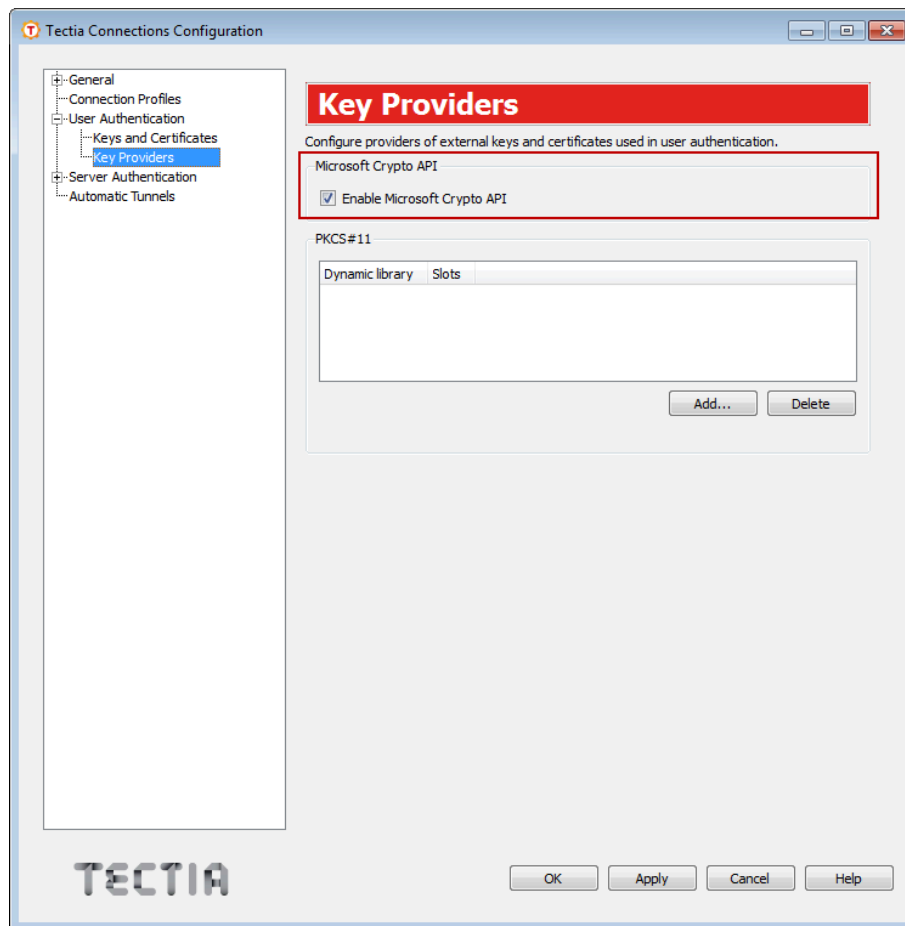 Tectia Connections Configuration
General
Connection Profiles
User Authentication
Keys and Certificates
Key Providers
Server Authentication
Automatic Tunnels
Key Providers
Configure providers of external keys and certificates used in user authentication.
Microsoft Crypto API
Enable Microsoft Crypto API
PKCS#11
Dynamic library Slots
Add... Delete
TECTIA
OK Apply Cancel Help